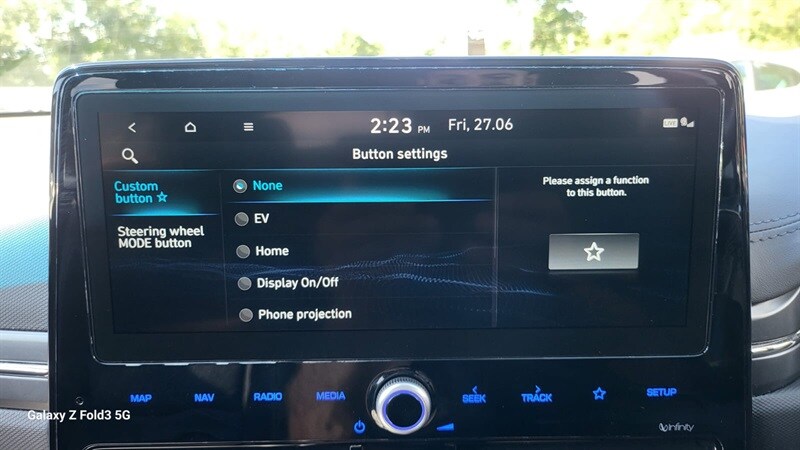 2:23 PM Fri, 27.06
LIVE
Button settings
Custom
button ☆
Steering wheel
MODE button
None
EV
Home
Display On/Off
Phone projection
Please assign a function
to this button.
MAP NAV RADIO MEDIA SEEK TRACK SETUP
Infinity
Galaxy Z Fold3 5G